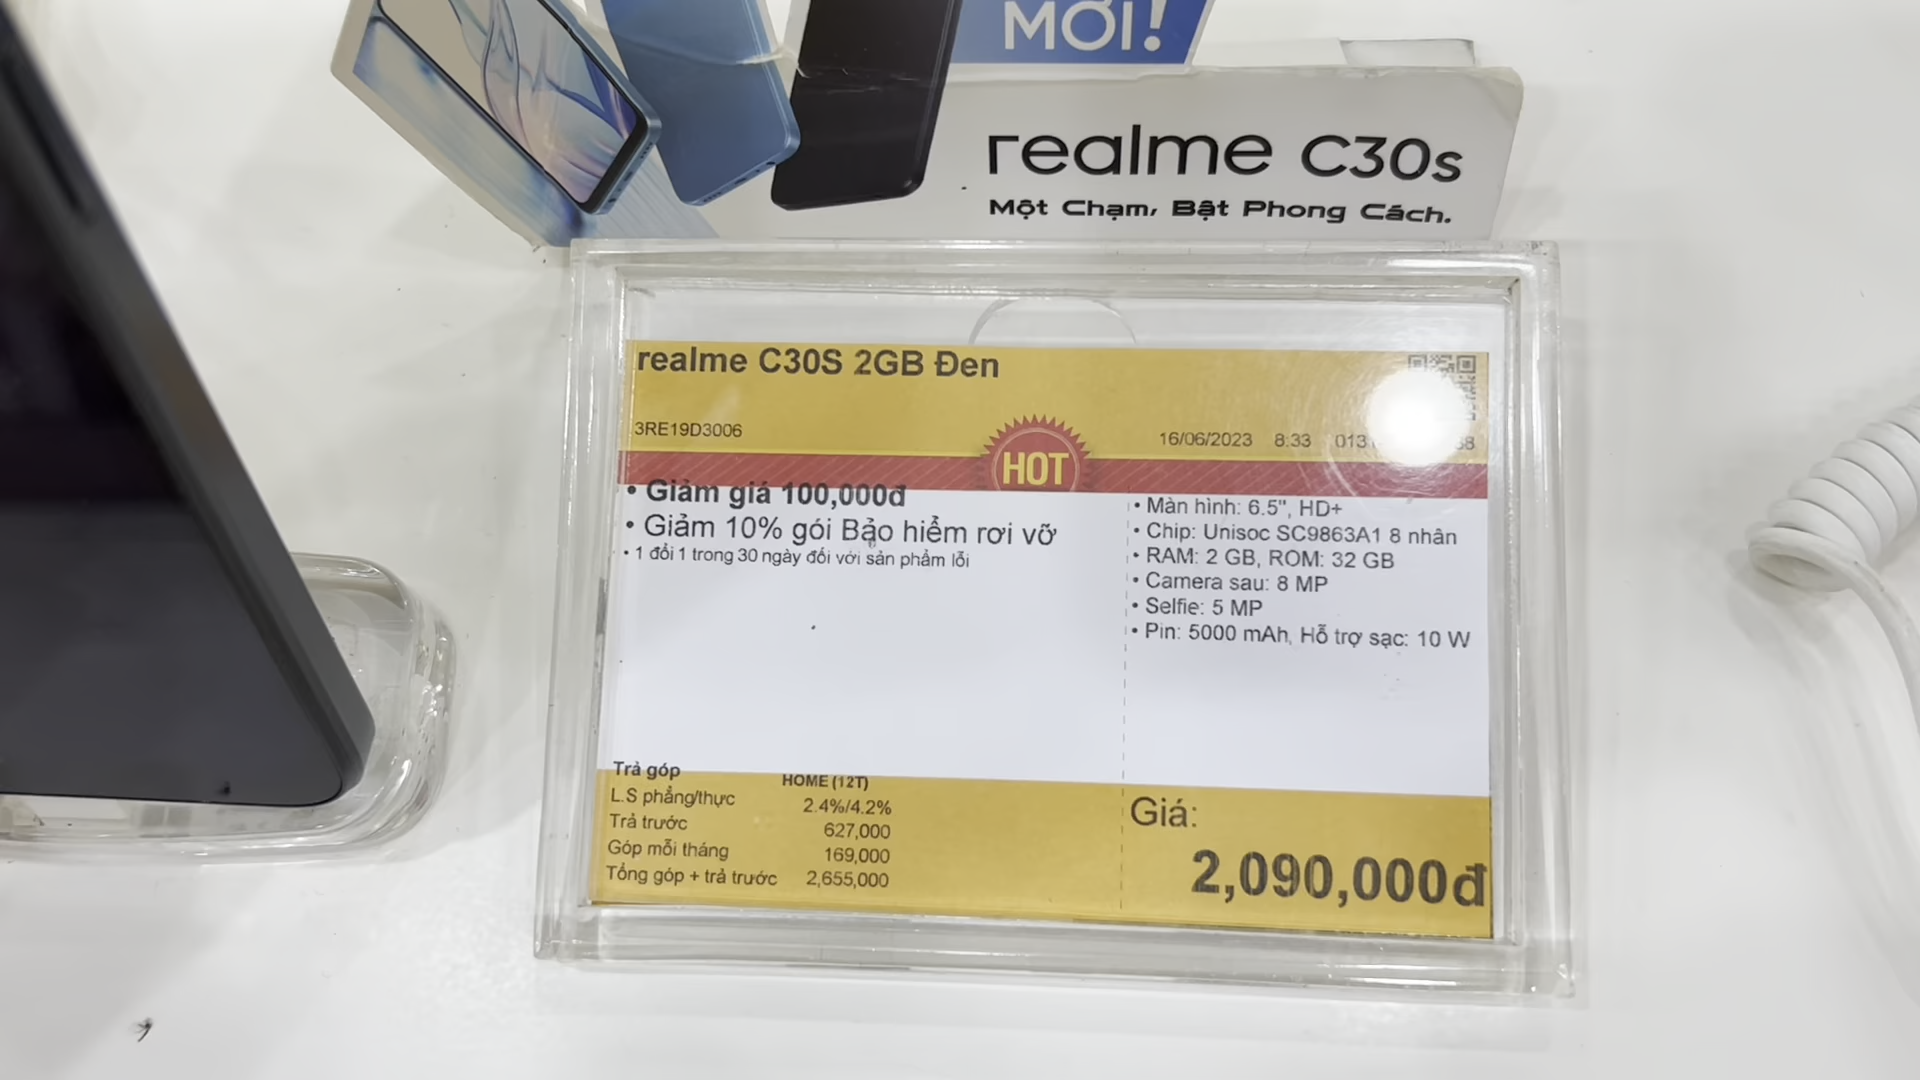 MỚI!
realme C30s
Một Chạm, Bật Phong Cách.
realme C30S 2GB Đen
3RE19D3006
16/06/2023 8:33
HOT
• Giảm giá 100,000đ
• Giảm 10% gói Bảo hiểm rơi vỡ
• 1 đổi 1 trong 30 ngày đối với sản phẩm lỗi
• Màn hình: 6.5", HD+
• Chip: Unisoc SC9863A1 8 nhân
• RAM: 2 GB, ROM: 32 GB
• Camera sau: 8 MP
• Selfie: 5 MP
• Pin: 5000 mAh, Hỗ trợ sạc: 10 W
Trả góp HOME (12T)
L.S phẳng/thực 2.4%/4.2%
Trả trước 627,000
Góp mỗi tháng 169,000
Tổng góp + trả trước 2,655,000
Giá:
2,090,000đ